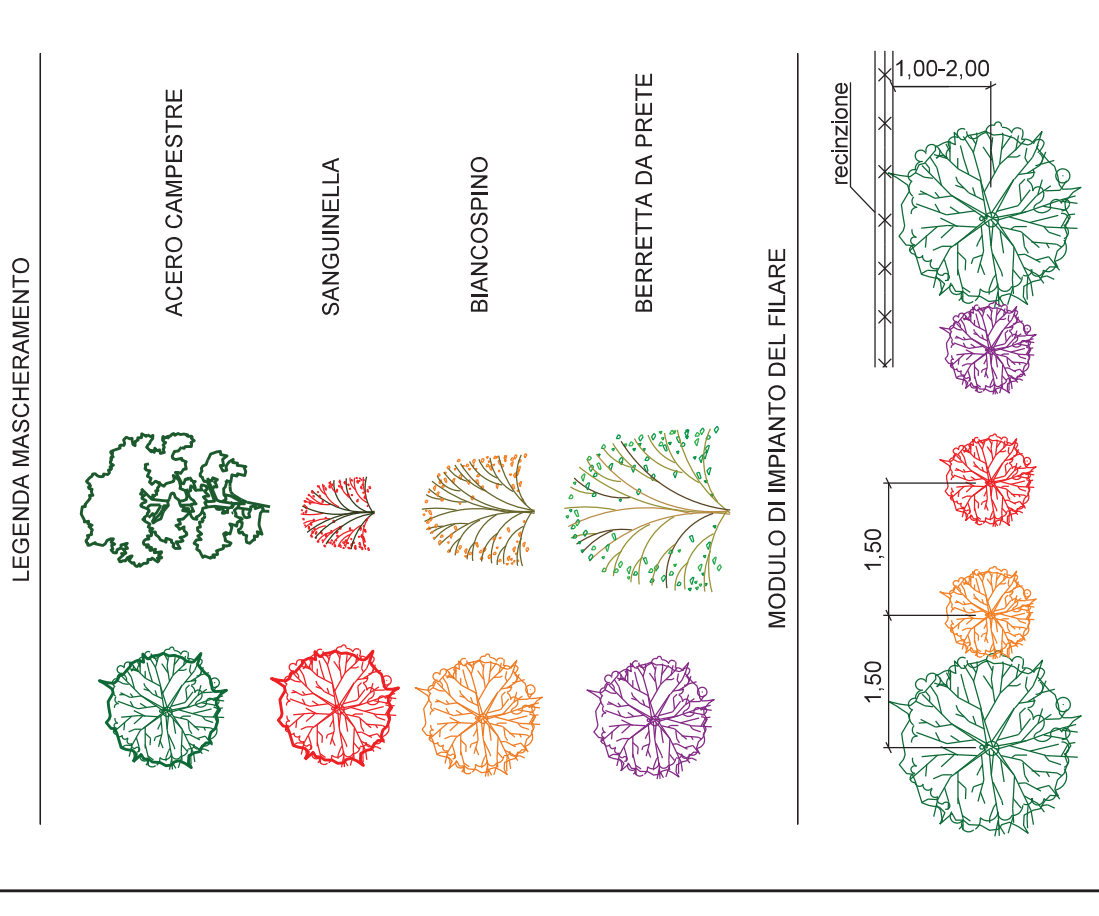 LEGENDA MASCHERAMENTO
ACERO CAMPESTRE
SANGUINELLA
BIANCOSPINO
BERRETTA DA PRETE
MODULO DI IMPIANTO DEL FILARE
recinzione
1,00-2,00
1,50
1,50